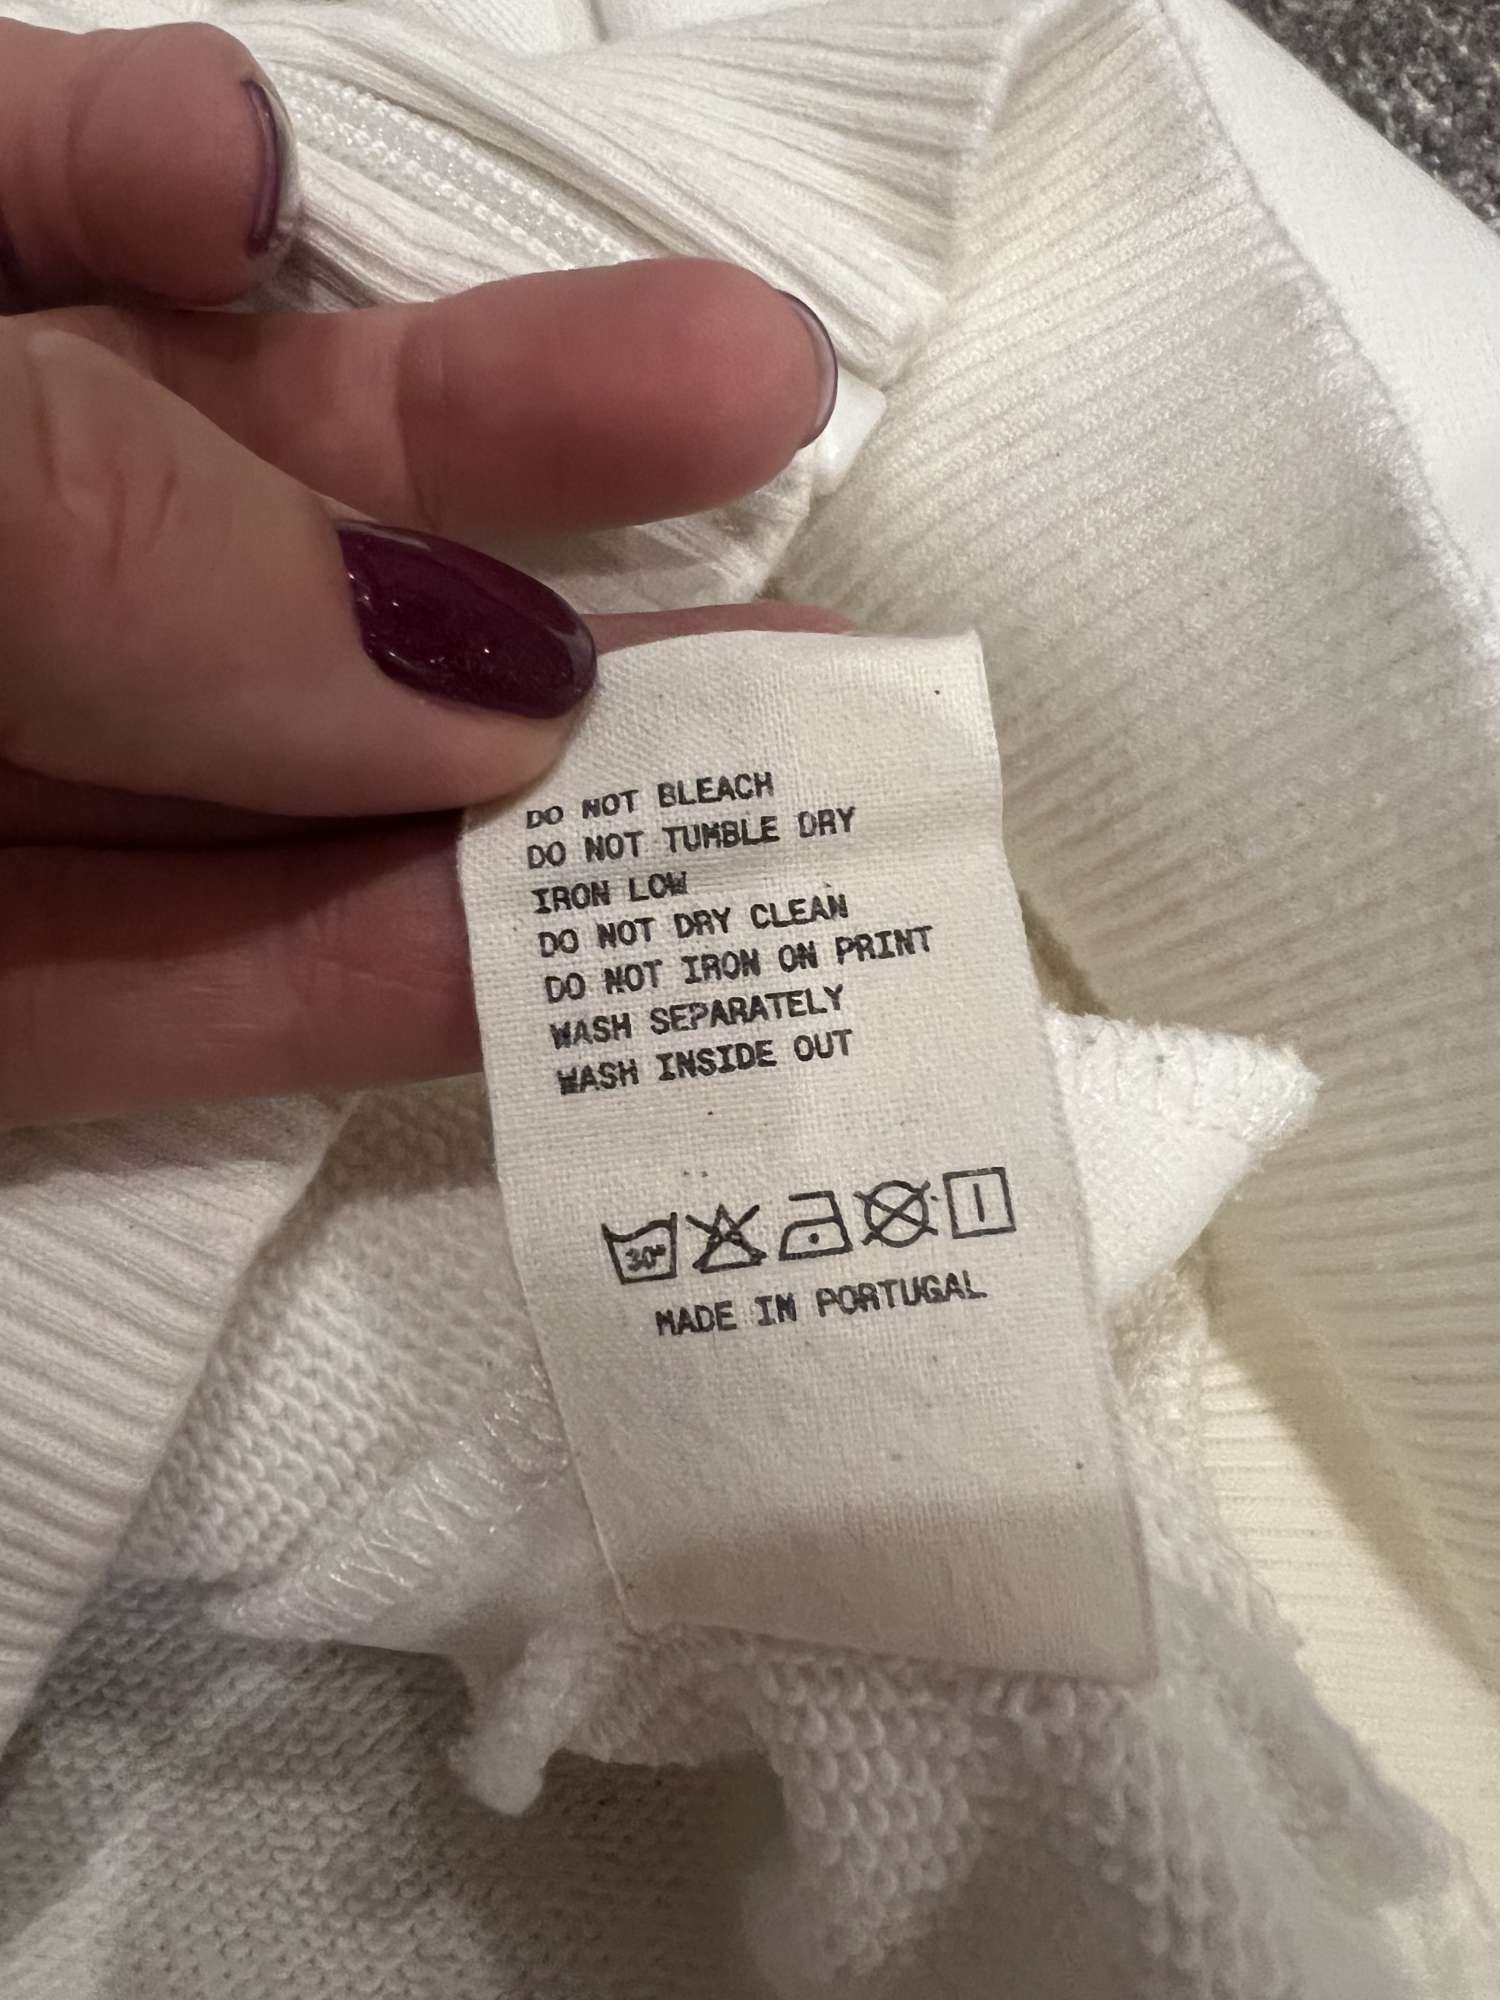 DO NOT BLEACH
DO NOT TUMBLE DRY
IRON LOW
DO NOT DRY CLEAN
DO NOT IRON ON PRINT
WASH SEPARATELY
WASH INSIDE OUT
30°
MADE IN PORTUGAL